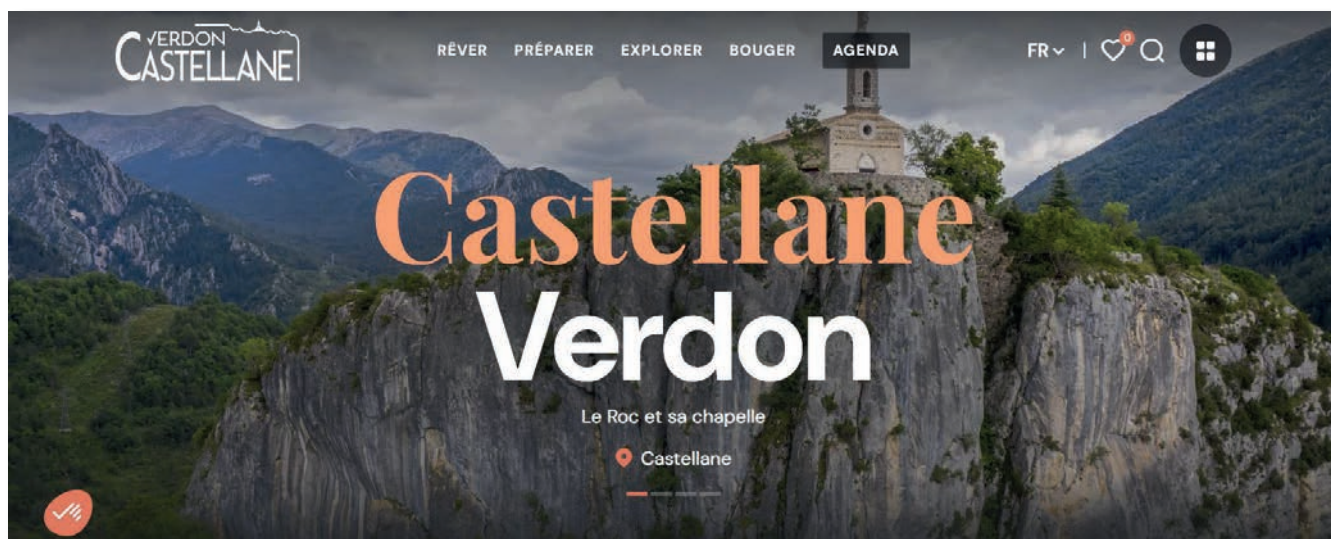 VERDON
CASTELLANE
RÊVER PRÉPARER EXPLORER BOUGER AGENDA
FR
0
Castellane
Verdon
Le Roc et sa chapelle
Castellane